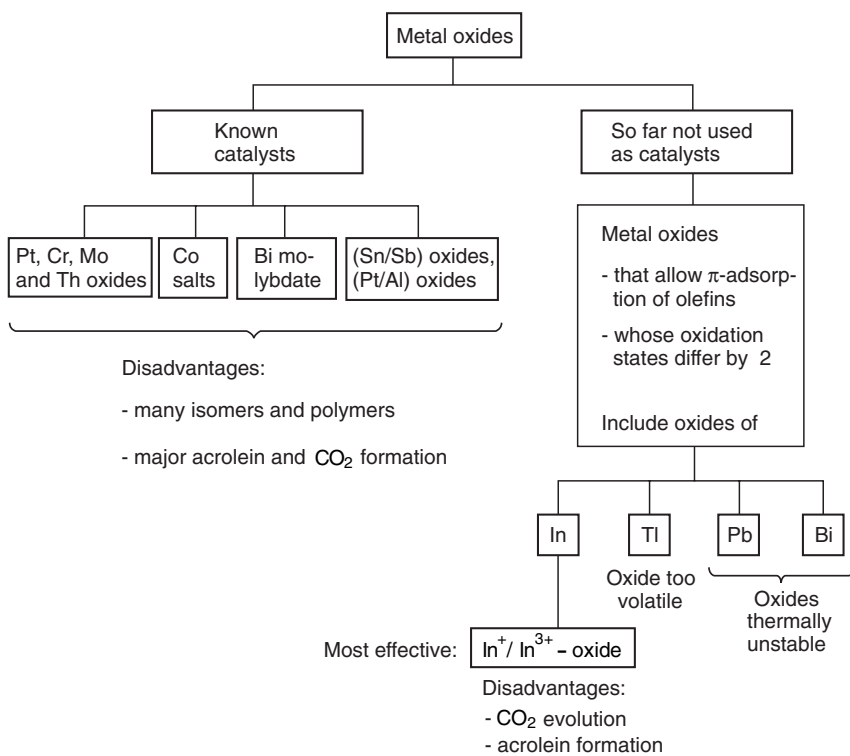 Metal oxides
Known
catalysts
So far not used
as catalysts
Pt, Cr, Mo
and Th oxides
Co
salts
Bi mo-
lybdate
(Sn/Sb) oxides,
(Pt/Al) oxides
Disadvantages:
- many isomers and polymers
- major acrolein and CO₂ formation
Metal oxides
- that allow π-adsorp-
tion of olefins
- whose oxidation
states differ by 2
Include oxides of
In
Tl
Pb
Bi
Oxide too
volatile
Oxides
thermally
unstable
Most effective:
In⁺/ In³⁺ – oxide
Disadvantages:
- CO₂ evolution
- acrolein formation